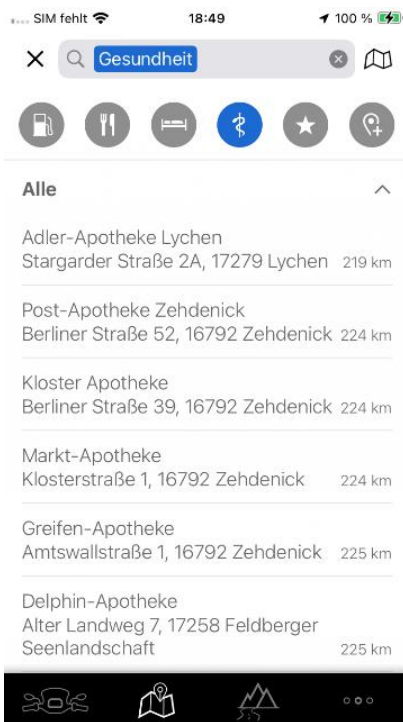 SIM fehlt 18:49 100 %
Gesundheit
Alle
Adler-Apotheke Lychen
Stargarder Straße 2A, 17279 Lychen 219 km
Post-Apotheke Zehdenick
Berliner Straße 52, 16792 Zehdenick 224 km
Kloster Apotheke
Berliner Straße 39, 16792 Zehdenick 224 km
Markt-Apotheke
Klosterstraße 1, 16792 Zehdenick 224 km
Greifen-Apotheke
Amtswallstraße 1, 16792 Zehdenick 225 km
Delphin-Apotheke
Alter Landweg 7, 17258 Feldberger
Seenlandschaft 225 km